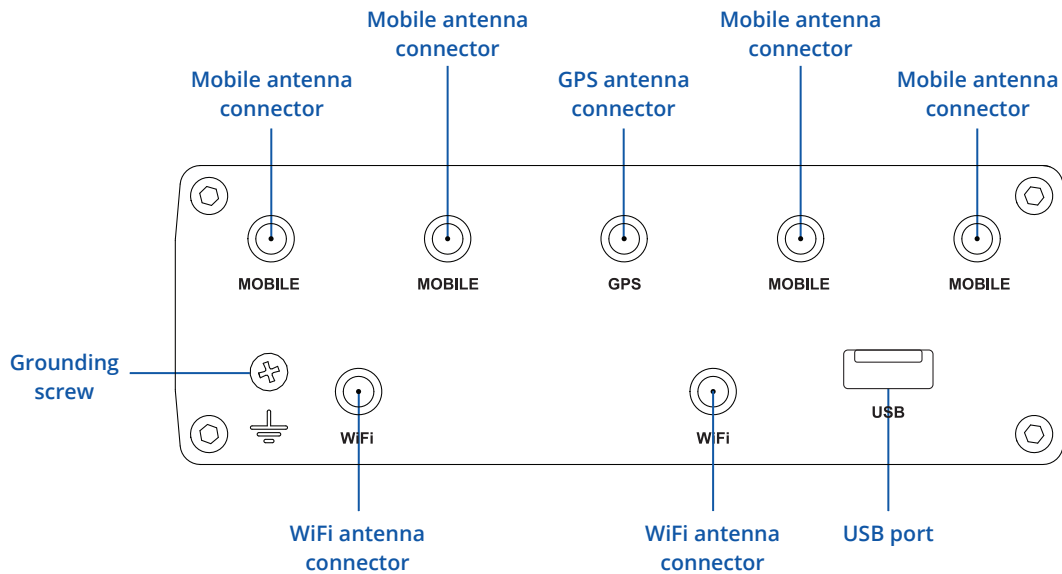 Mobile antenna
connector
Mobile antenna
connector
Mobile antenna
connector
GPS antenna
connector
Mobile antenna
connector
MOBILE
MOBILE
GPS
MOBILE
MOBILE
Grounding
screw
WiFi
WiFi
USB
WiFi antenna
connector
WiFi antenna
connector
USB port